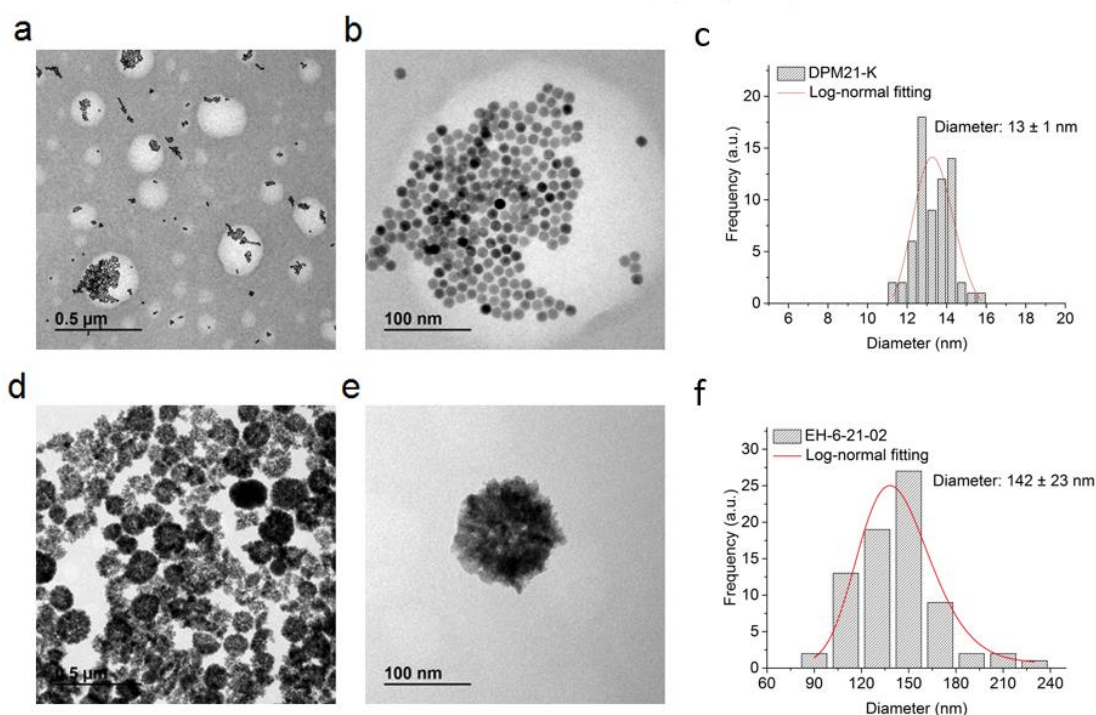 a
b
c
0.5 µm
100 nm
DPM21-K
Log-normal fitting
Diameter: 13 ± 1 nm
Frequency (a.u.)
20
15
10
5
0
6 8 10 12 14 16 18 20
Diameter (nm)
d
e
f
0.5 µm
100 nm
EH-6-21-02
Log-normal fitting
Diameter: 142 ± 23 nm
Frequency (a.u.)
30
25
20
15
10
5
0
60 90 120 150 180 210 240
Diameter (nm)